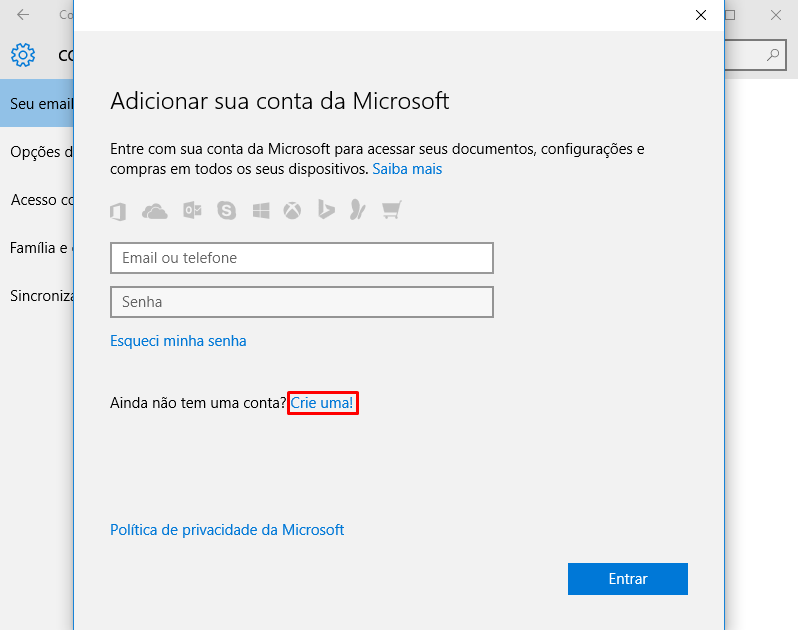 Co
CO
Seu email
Opções d
Acesso co
Família e
Sincroniza
Adicionar sua conta da Microsoft
Entre com sua conta da Microsoft para acessar seus documentos, configurações e
compras em todos os seus dispositivos. Saiba mais
Email ou telefone
Senha
Esqueci minha senha
Ainda não tem uma conta? Crie uma!
Política de privacidade da Microsoft
Entrar